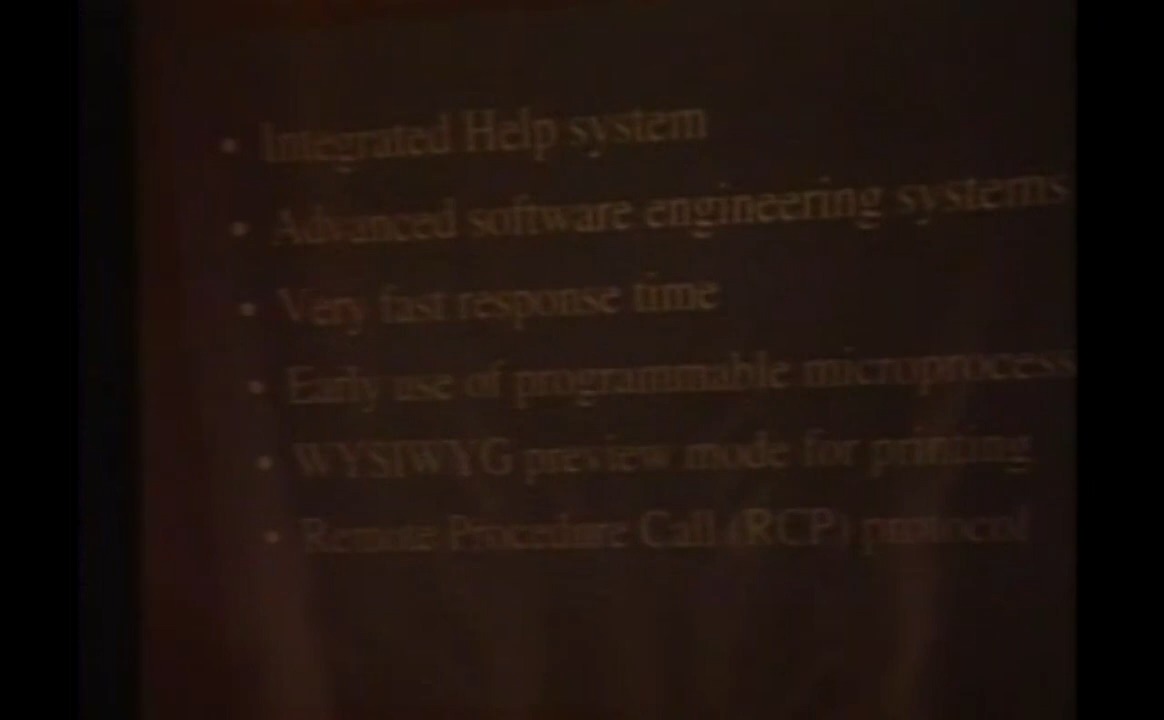 • Integrated Help system
• Advanced software engineering systems
• Very fast response time
• Early use of programmable microprocess
• WYSIWYG preview mode for printing
• Remote Procedure Call (RCP) protocol